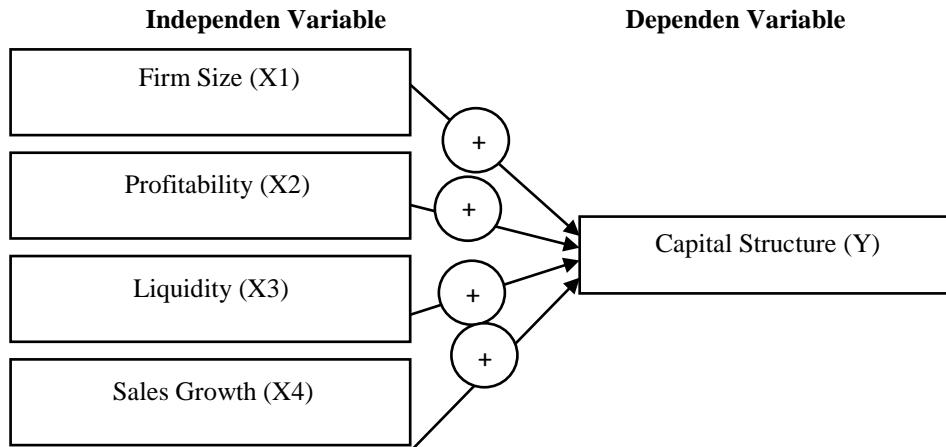 Independen Variable
Dependen Variable
Firm Size (X1)
+
Profitability (X2)
+
Capital Structure (Y)
Liquidity (X3)
+
+
Sales Growth (X4)